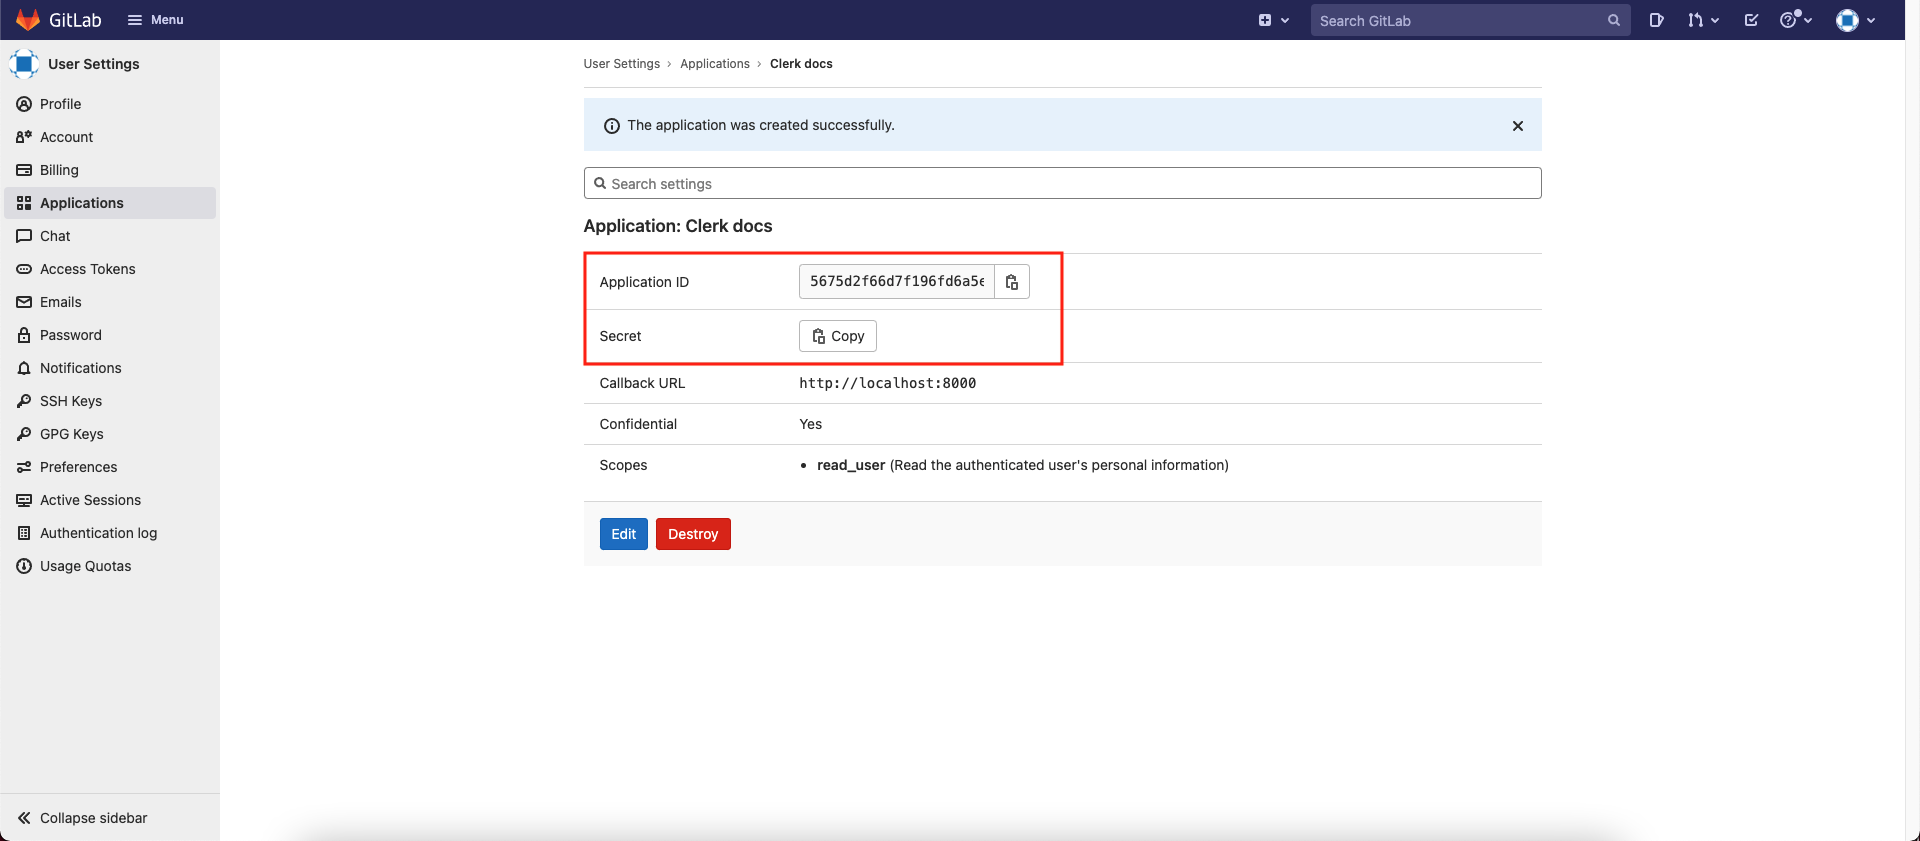 GitLab Menu Search GitLab
User Settings
Profile
Account
Billing
Applications
Chat
Access Tokens
Emails
Password
Notifications
SSH Keys
GPG Keys
Preferences
Active Sessions
Authentication log
Usage Quotas
Collapse sidebar
User Settings › Applications › Clerk docs
The application was created successfully.
Search settings
Application: Clerk docs
Application ID 5675d2f66d7f196fd6a5e
Secret Copy
Callback URL http://localhost:8000
Confidential Yes
Scopes • read_user (Read the authenticated user's personal information)
Edit Destroy